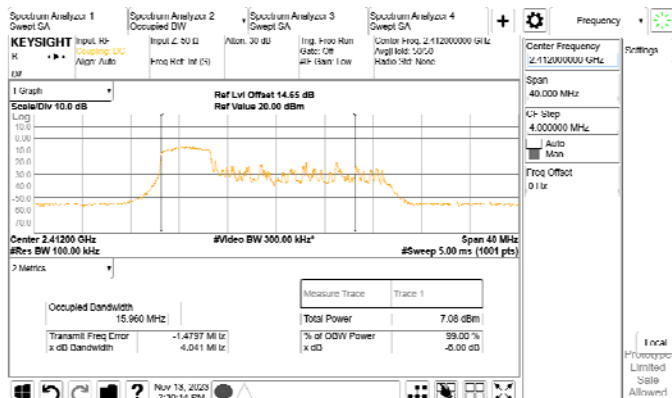 Spectrum Analyzer 1
Swept SA
Spectrum Analyzer 2
Occupied BW
Spectrum Analyzer 3
Swept SA
Spectrum Analyzer 4
Swept SA
+
Frequency
KEYSIGHT
Input: RF
Coupling: DC
Align: Auto
Input Z: 50 Ω
Freq Ref: Int (S)
Atten: 30 dB
Trig: Free Run
Gate: Off
#IF Gain: Low
Center Freq: 2.412000000 GHz
Avg|Hold: 50/50
Radio Std: None
Center Frequency
2.412000000 GHz
Settings
Span
40.000 MHz
CF Step
4.000000 MHz
Auto
Man
Freq Offset
0 Hz
1 Graph
Scale/Div 10.0 dB
Ref Lvl Offset 14.65 dB
Ref Value 20.00 dBm
Log
10.0
0.00
10.0
20.0
30.0
40.0
-50.0
60.0
70.0
Center 2.41200 GHz
#Res BW 100.00 kHz
#Video BW 300.00 kHz*
Span 40 MHz
#Sweep 5.00 ms (1001 pts)
2 Metrics
Measure Trace
Trace 1
Occupied Bandwidth
15.960 MHz
Total Power
7.08 dBm
Transmit Freq Error
-1.4797 MHz
% of OBW Power
99.00 %
x dB Bandwidth
4.041 MHz
x dB
-6.00 dB
Local
Prototype
Limited
Sale
Allowed
?
Nov 13, 2023